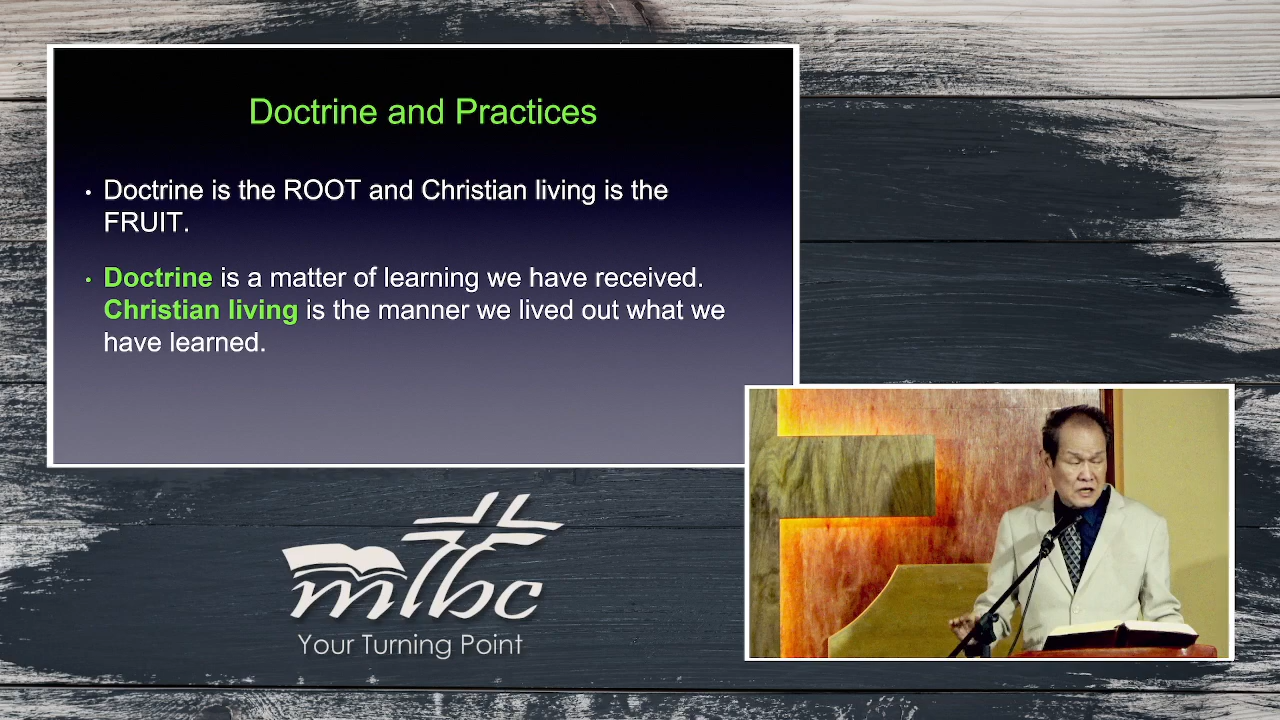 Doctrine and Practices
• Doctrine is the ROOT and Christian living is the
FRUIT.
• Doctrine is a matter of learning we have received.
Christian living is the manner we lived out what we
have learned.
mtbc
Your Turning Point